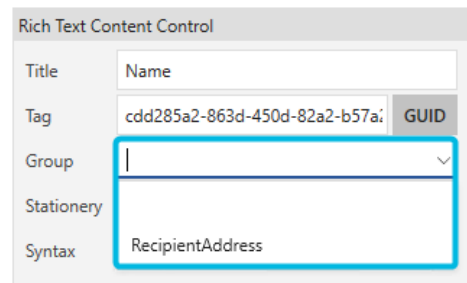 Rich Text Content Control
Title Name
Tag cdd285a2-863d-450d-82a2-b57a GUID
Group
Stationery
Syntax RecipientAddress